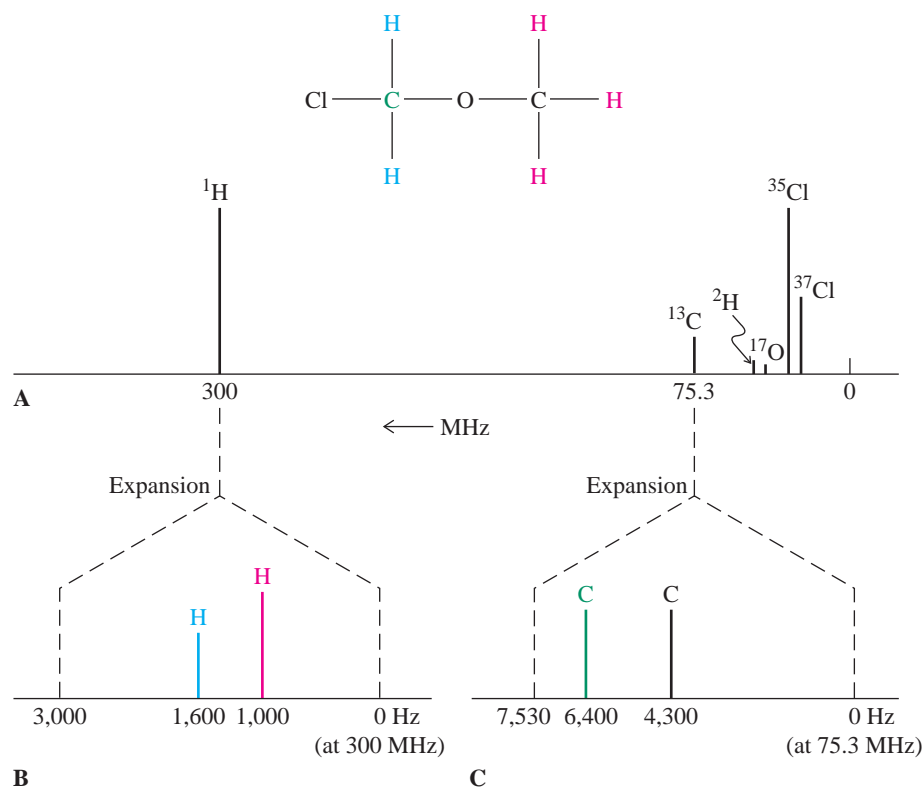 H H
Cl C O C H
H H
¹H ³⁵Cl
³⁷Cl
²H
¹³C
¹⁷O
A 300 75.3 0
← MHz
Expansion Expansion
H
H C C
3,000 1,600 1,000 0 Hz 7,530 6,400 4,300 0 Hz
(at 300 MHz) (at 75.3 MHz)
B C